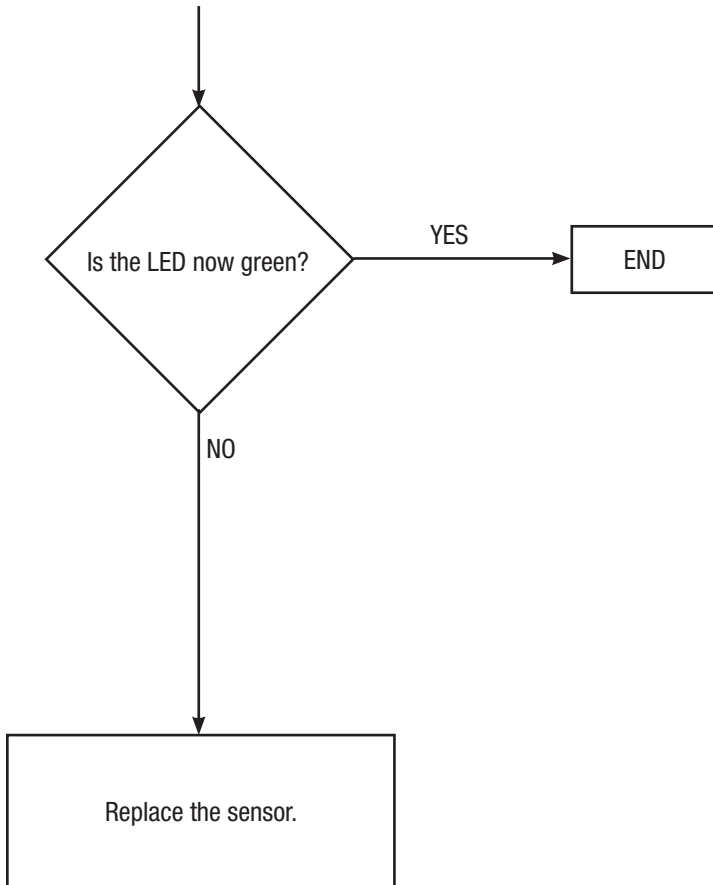 Is the LED now green?
YES
END
NO
Replace the sensor.